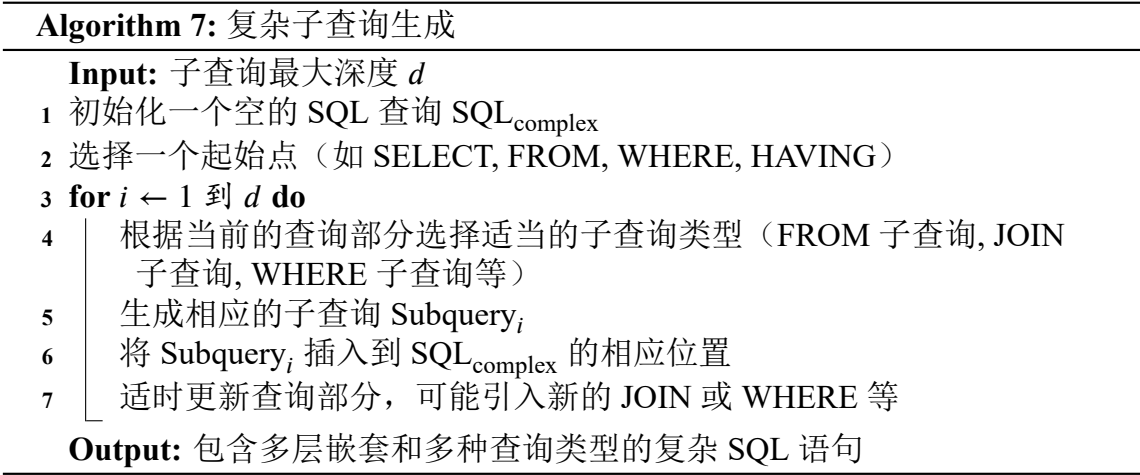 Algorithm 7: 复杂子查询生成
Input: 子查询最大深度 d
1 初始化一个空的 SQL 查询 SQL_complex
2 选择一个起始点（如 SELECT, FROM, WHERE, HAVING）
3 for i ← 1 到 d do
4 根据当前的查询部分选择适当的子查询类型（FROM 子查询, JOIN
子查询, WHERE 子查询等）
5 生成相应的子查询 Subquery_i
6 将 Subquery_i 插入到 SQL_complex 的相应位置
7 适时更新查询部分，可能引入新的 JOIN 或 WHERE 等
Output: 包含多层嵌套和多种查询类型的复杂 SQL 语句